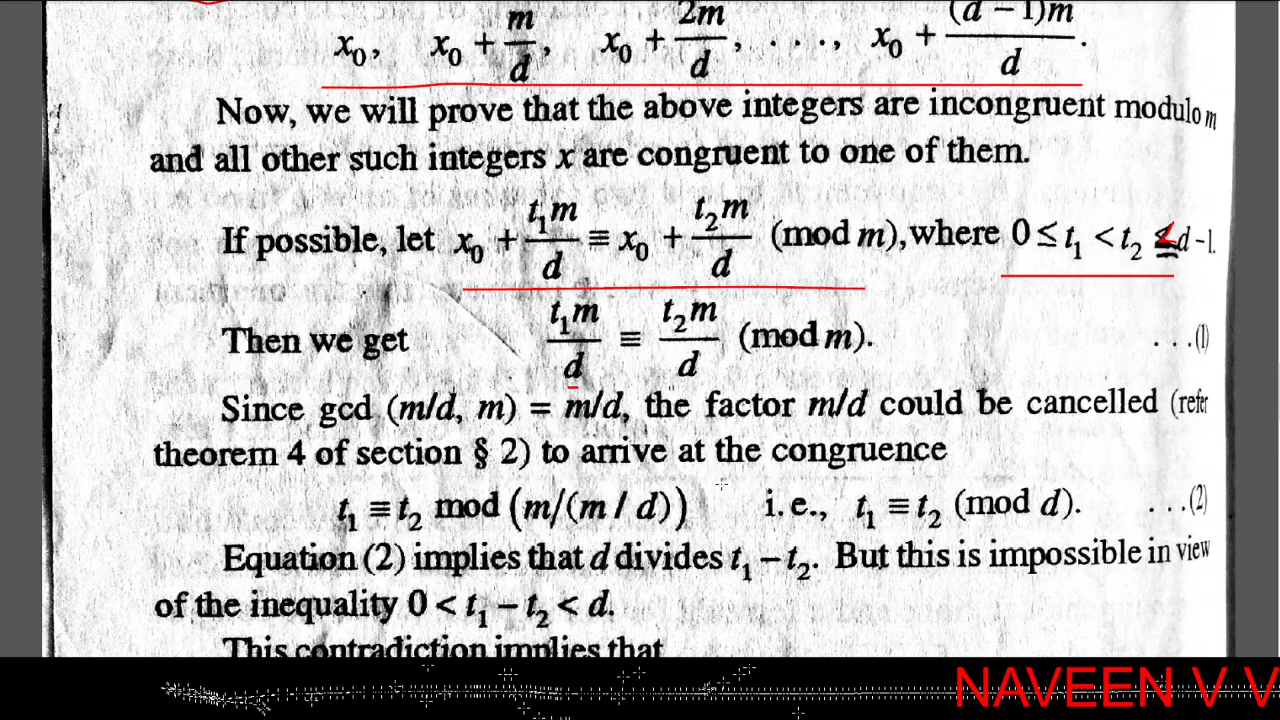 x₀, x₀ + m/d, x₀ + 2m/d, . . ., x₀ + (d – 1)m/d.
Now, we will prove that the above integers are incongruent modulo m
and all other such integers x are congruent to one of them.
If possible, let x₀ + t₁m/d ≡ x₀ + t₂m/d (mod m), where 0 ≤ t₁ < t₂ ≤ d – 1.
Then we get t₁m/d ≡ t₂m/d (mod m). . . .(1)
Since gcd (m/d, m) = m/d, the factor m/d could be cancelled (refer
theorem 4 of section § 2) to arrive at the congruence
t₁ ≡ t₂ mod (m/(m / d)) i. e., t₁ ≡ t₂ (mod d). . . .(2)
Equation (2) implies that d divides t₁ – t₂. But this is impossible in view
of the inequality 0 < t₁ – t₂ < d.
This contradiction implies that
NAVEEN V V